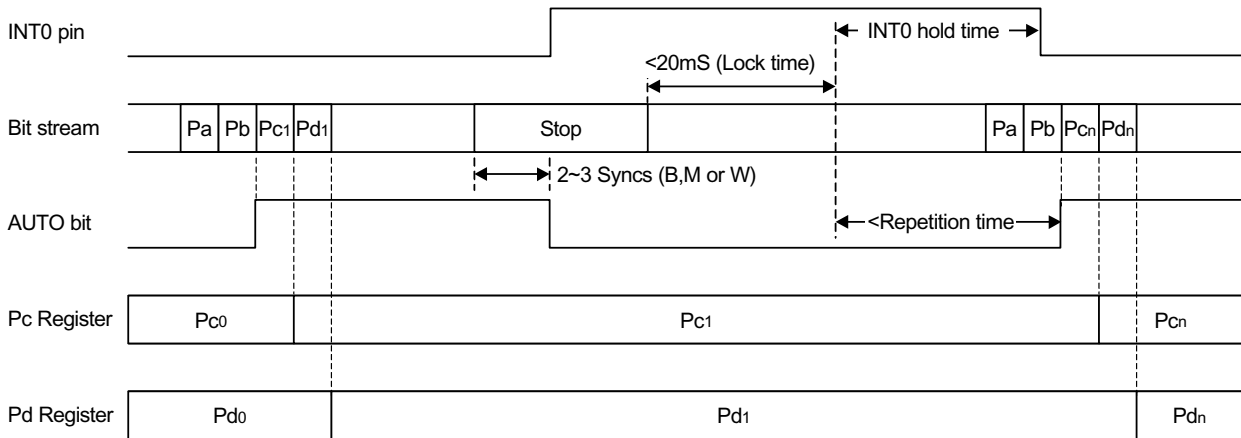 INT0 pin
INT0 hold time
<20mS (Lock time)
Bit stream
Pa Pb Pc1 Pd1 Stop Pa Pb Pcn Pdn
2~3 Syncs (B,M or W)
AUTO bit
<Repetition time
Pc Register Pc0 Pc1 Pcn
Pd Register Pd0 Pd1 Pdn